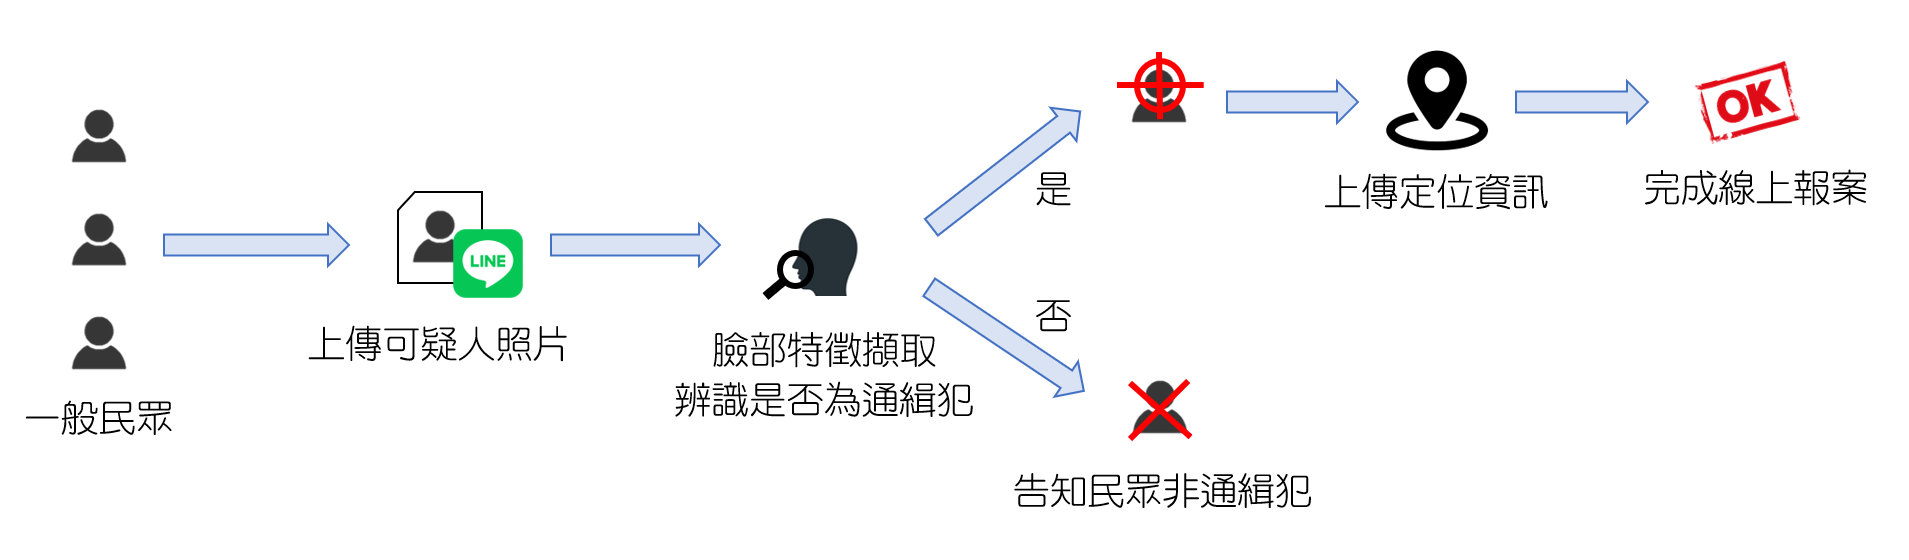 一般民眾
LINE
上傳可疑人照片
臉部特徵擷取
辨識是否為通緝犯
是
否
上傳定位資訊
OK
完成線上報案
告知民眾非通緝犯